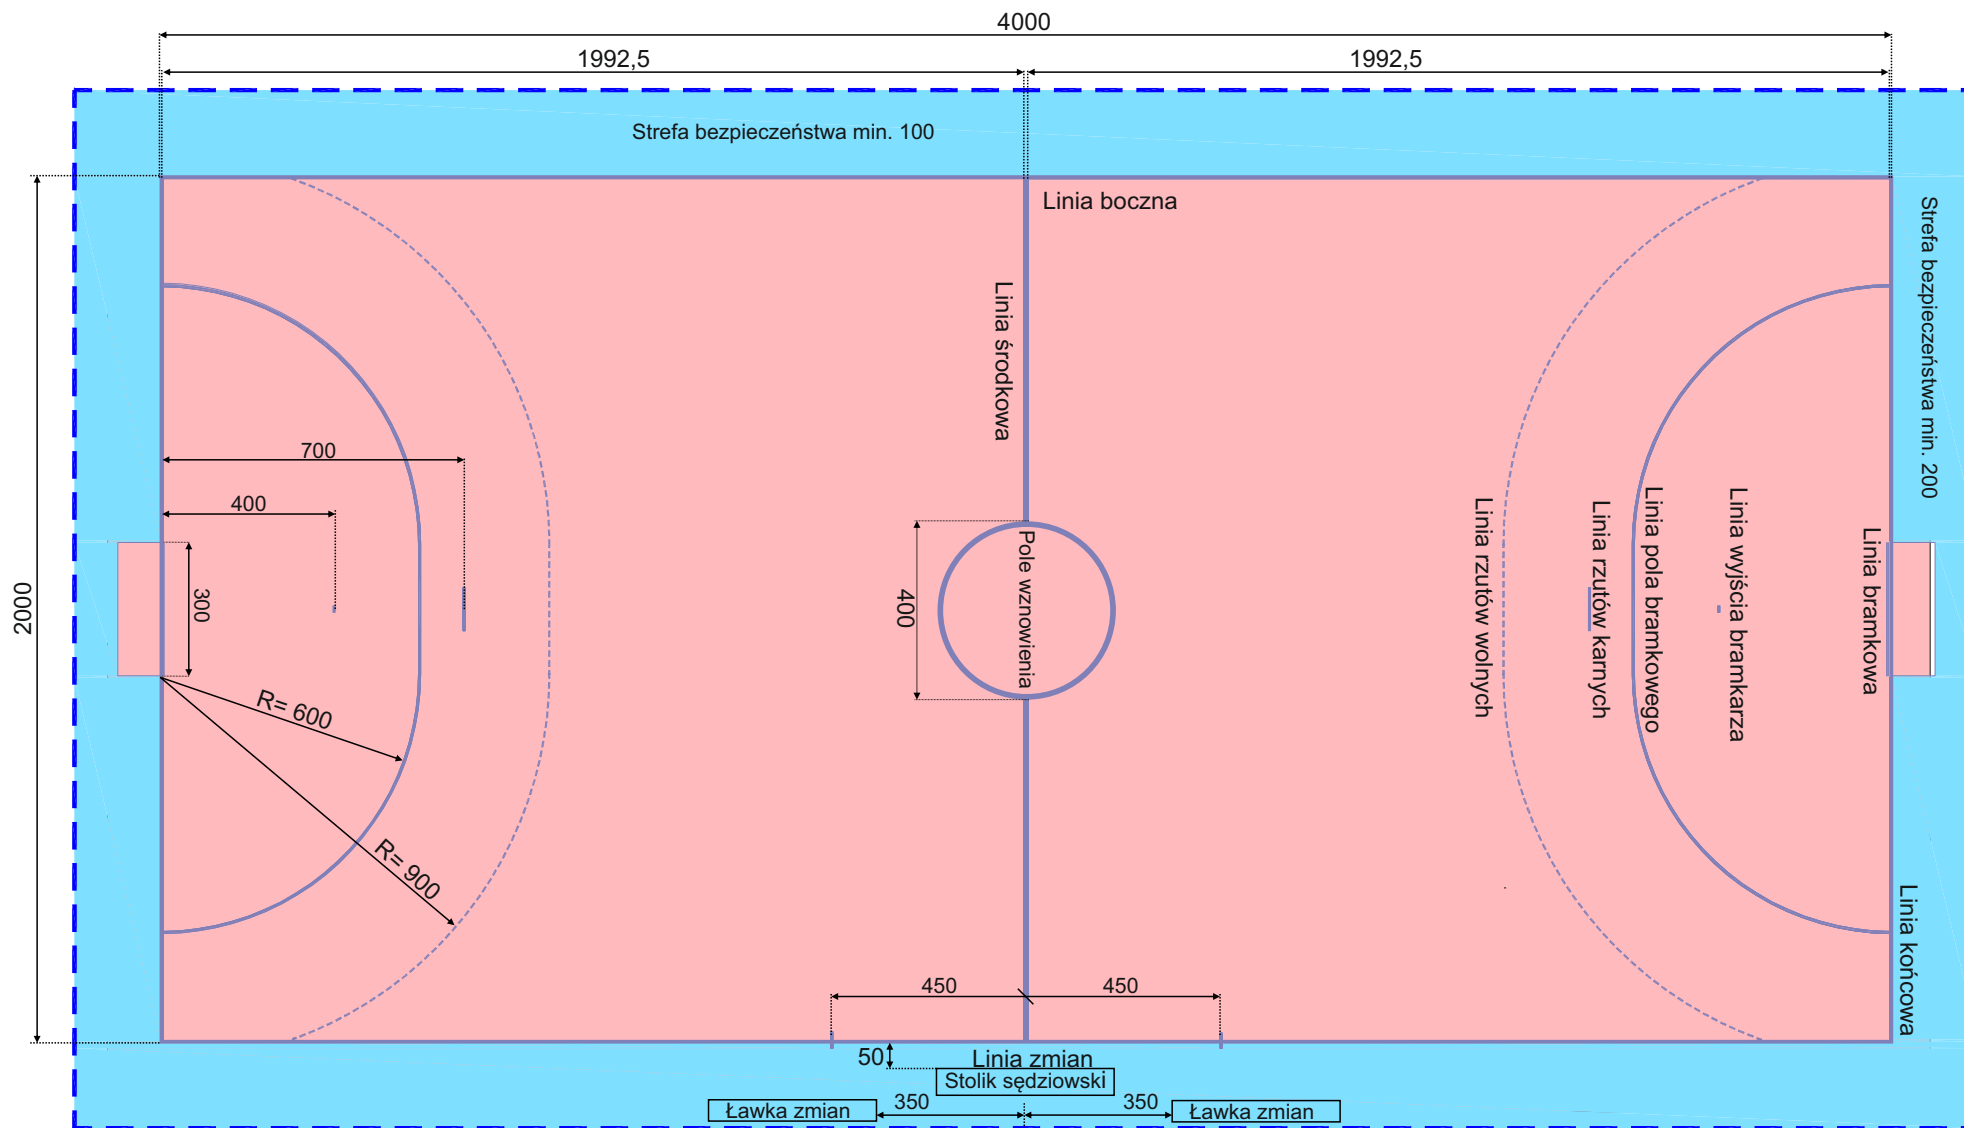 4000
1992,5
1992,5
Strefa bezpieczeństwa min. 100
Linia boczna
Strefa bezpieczeństwa min. 200
Linia środkowa
700
400
300
2000
400
Pole wznowienia
Linia rzutów wolnych
Linia rzutów karnych
Linia pola bramkowego
Linia wyjścia bramkarza
Linia bramkowa
R= 600
R= 900
Linia końcowa
450
450
50
Linia zmian
Stolik sędziowski
Ławka zmian
350
350
Ławka zmian